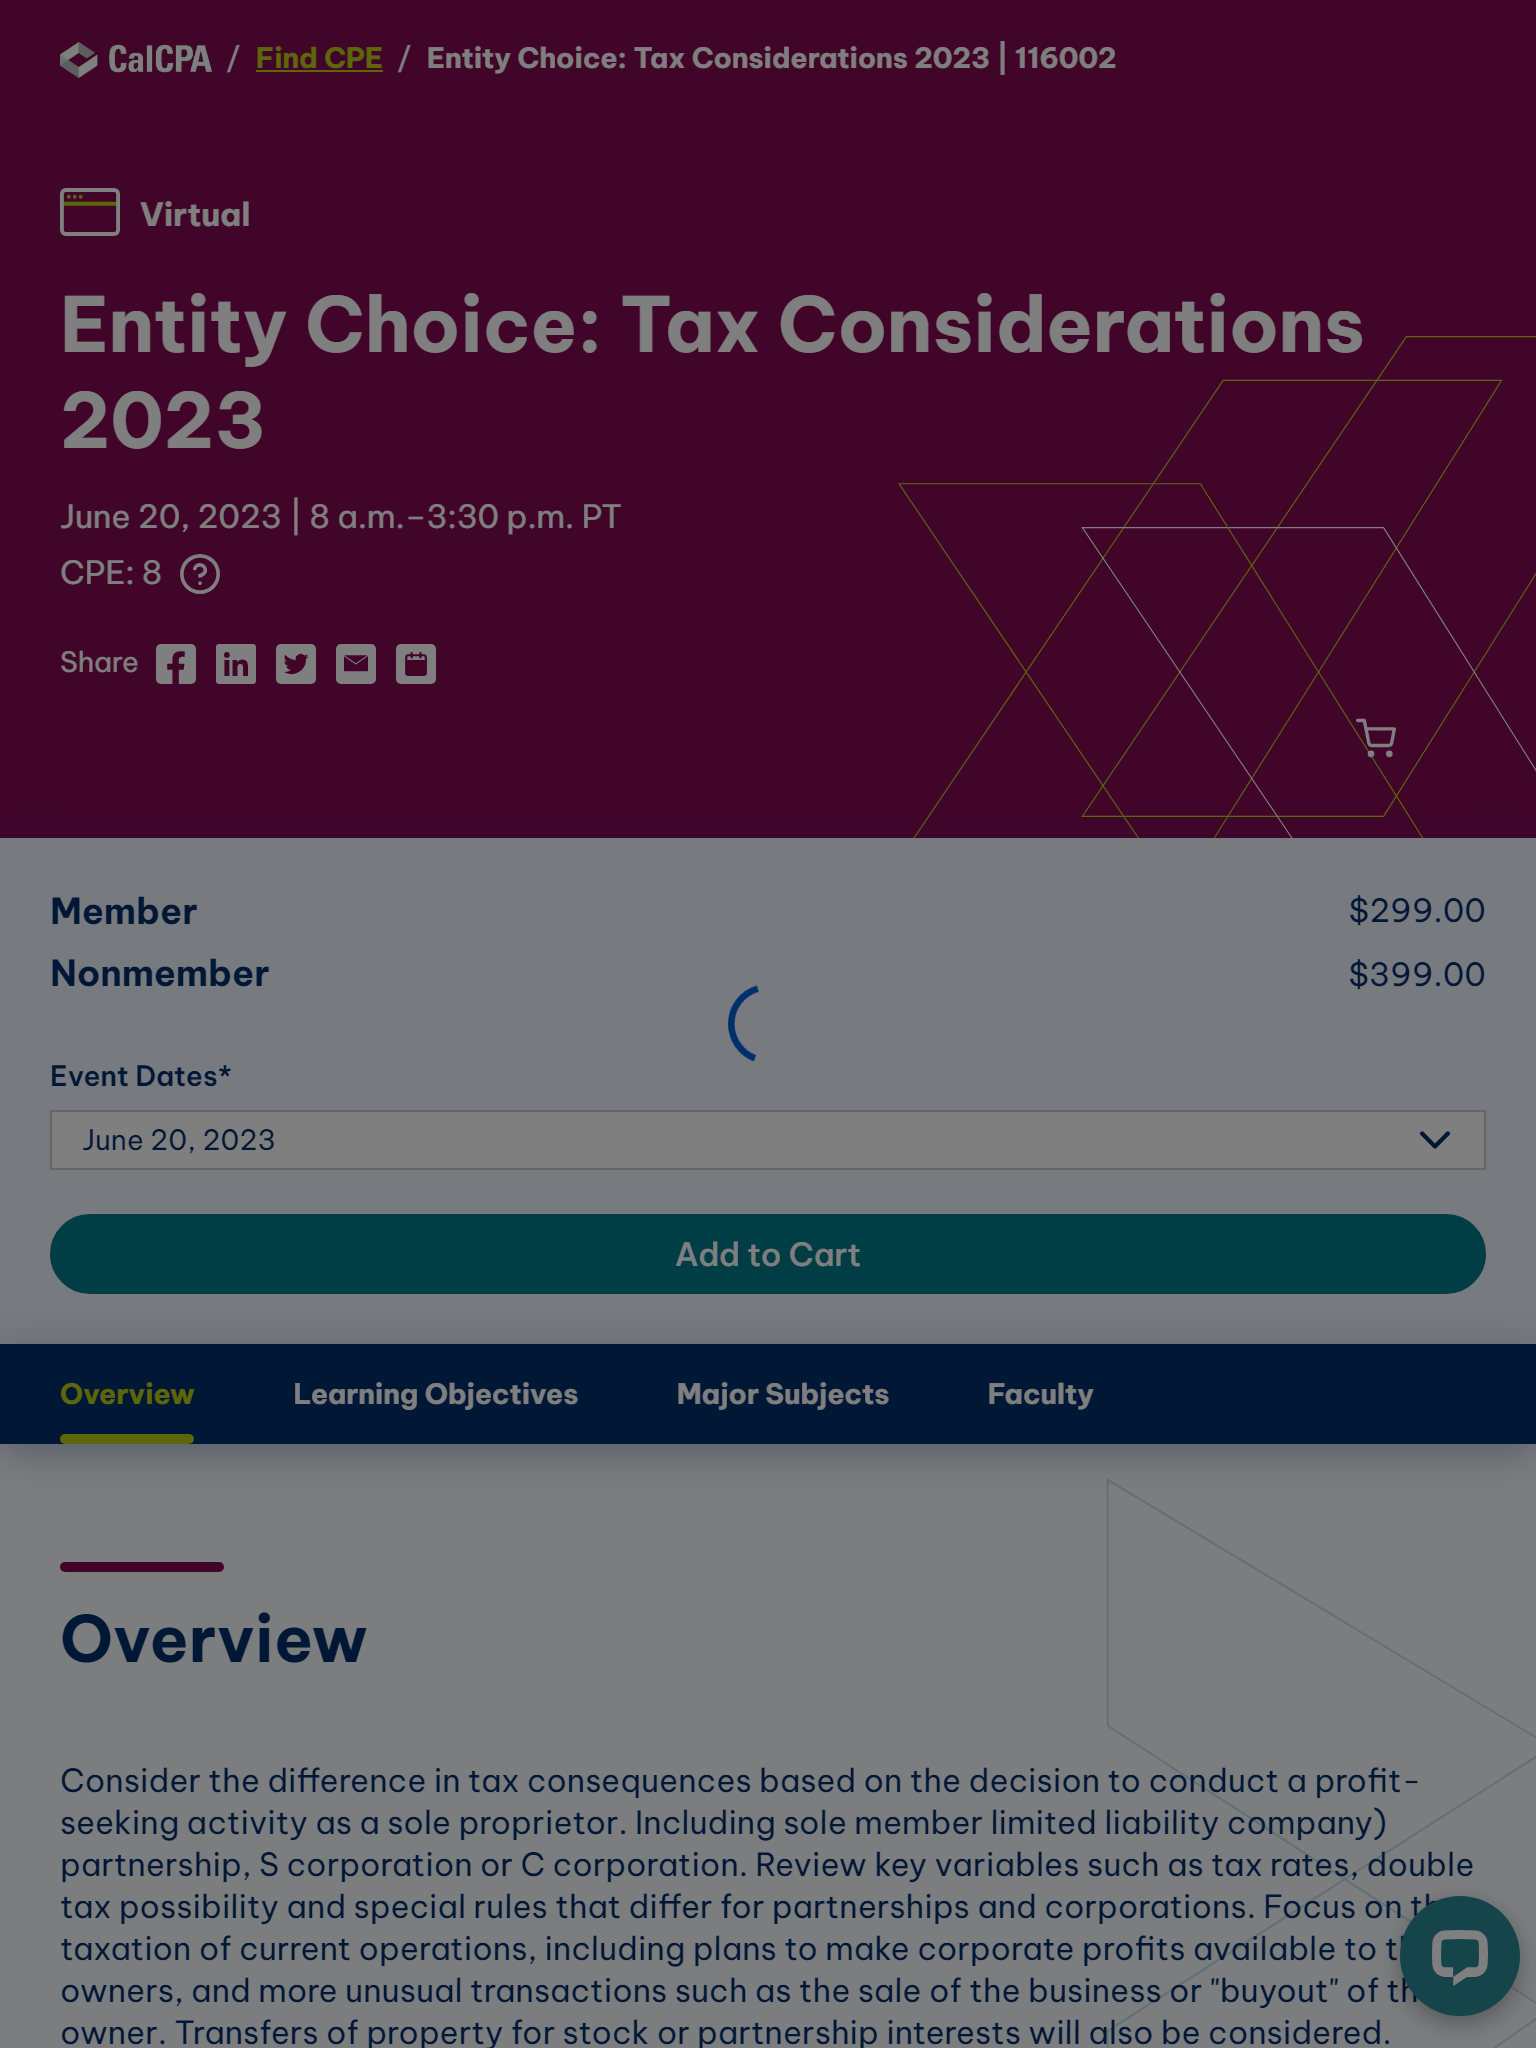 CalCPA / Find CPE / Entity Choice: Tax Considerations 2023 | 116002
Virtual
Entity Choice: Tax Considerations
2023
June 20, 2023 | 8 a.m.–3:30 p.m. PT
CPE: 8 ?
Share
Member $299.00
Nonmember $399.00
Event Dates*
June 20, 2023
Add to Cart
Overview Learning Objectives Major Subjects Faculty
Overview
Consider the difference in tax consequences based on the decision to conduct a profit-
seeking activity as a sole proprietor. Including sole member limited liability company)
partnership, S corporation or C corporation. Review key variables such as tax rates, double
tax possibility and special rules that differ for partnerships and corporations. Focus on
taxation of current operations, including plans to make corporate profits available to
owners, and more unusual transactions such as the sale of the business or "buyout" of
owner. Transfers of property for stock or partnership interests will also be considered.